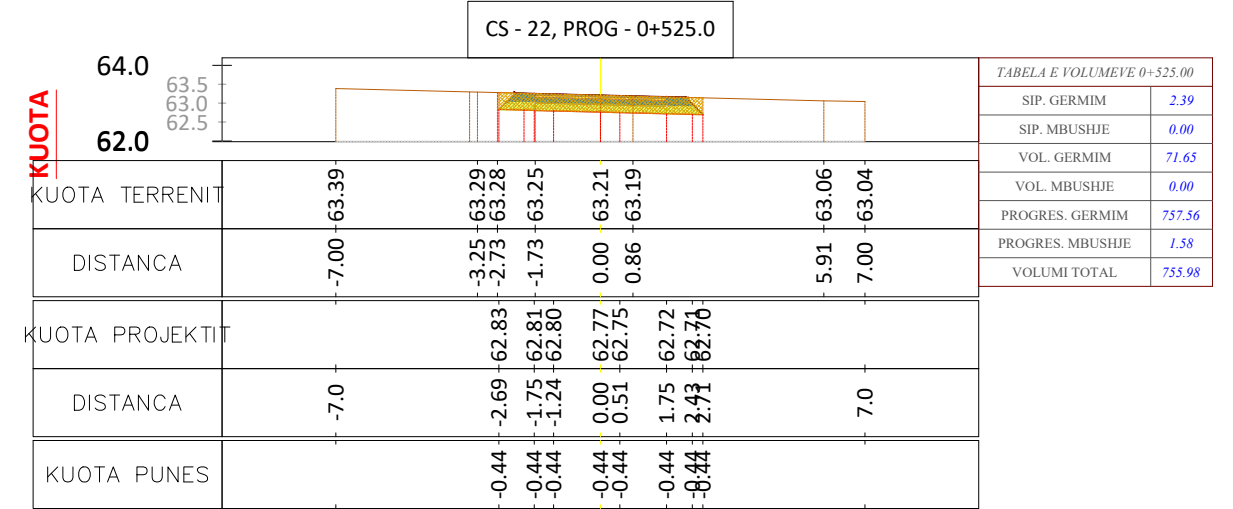 CS - 22, PROG - 0+525.0
KUOTA
64.0
63.5
63.0
62.5
62.0
TABELA E VOLUMEVE 0+525.00
SIP. GERMIM 2.39
SIP. MBUSHJE 0.00
VOL. GERMIM 71.65
VOL. MBUSHJE 0.00
PROGRES. GERMIM 757.56
PROGRES. MBUSHJE 1.58
VOLUMI TOTAL 755.98
KUOTA TERRENIT 63.39 63.29 63.28 63.25 63.21 63.19 63.06 63.04
DISTANCA -7.00 -3.25 -2.73 -1.73 0.00 0.86 5.91 7.00
KUOTA PROJEKTIT 62.83 62.81 62.80 62.77 62.75 62.72 62.71 62.70
DISTANCA -7.0 -2.69 -1.75 -1.24 0.00 0.51 1.75 2.43 2.71 7.0
KUOTA PUNES -0.44 -0.44 -0.44 -0.44 -0.44 -0.44 -0.44 -0.44